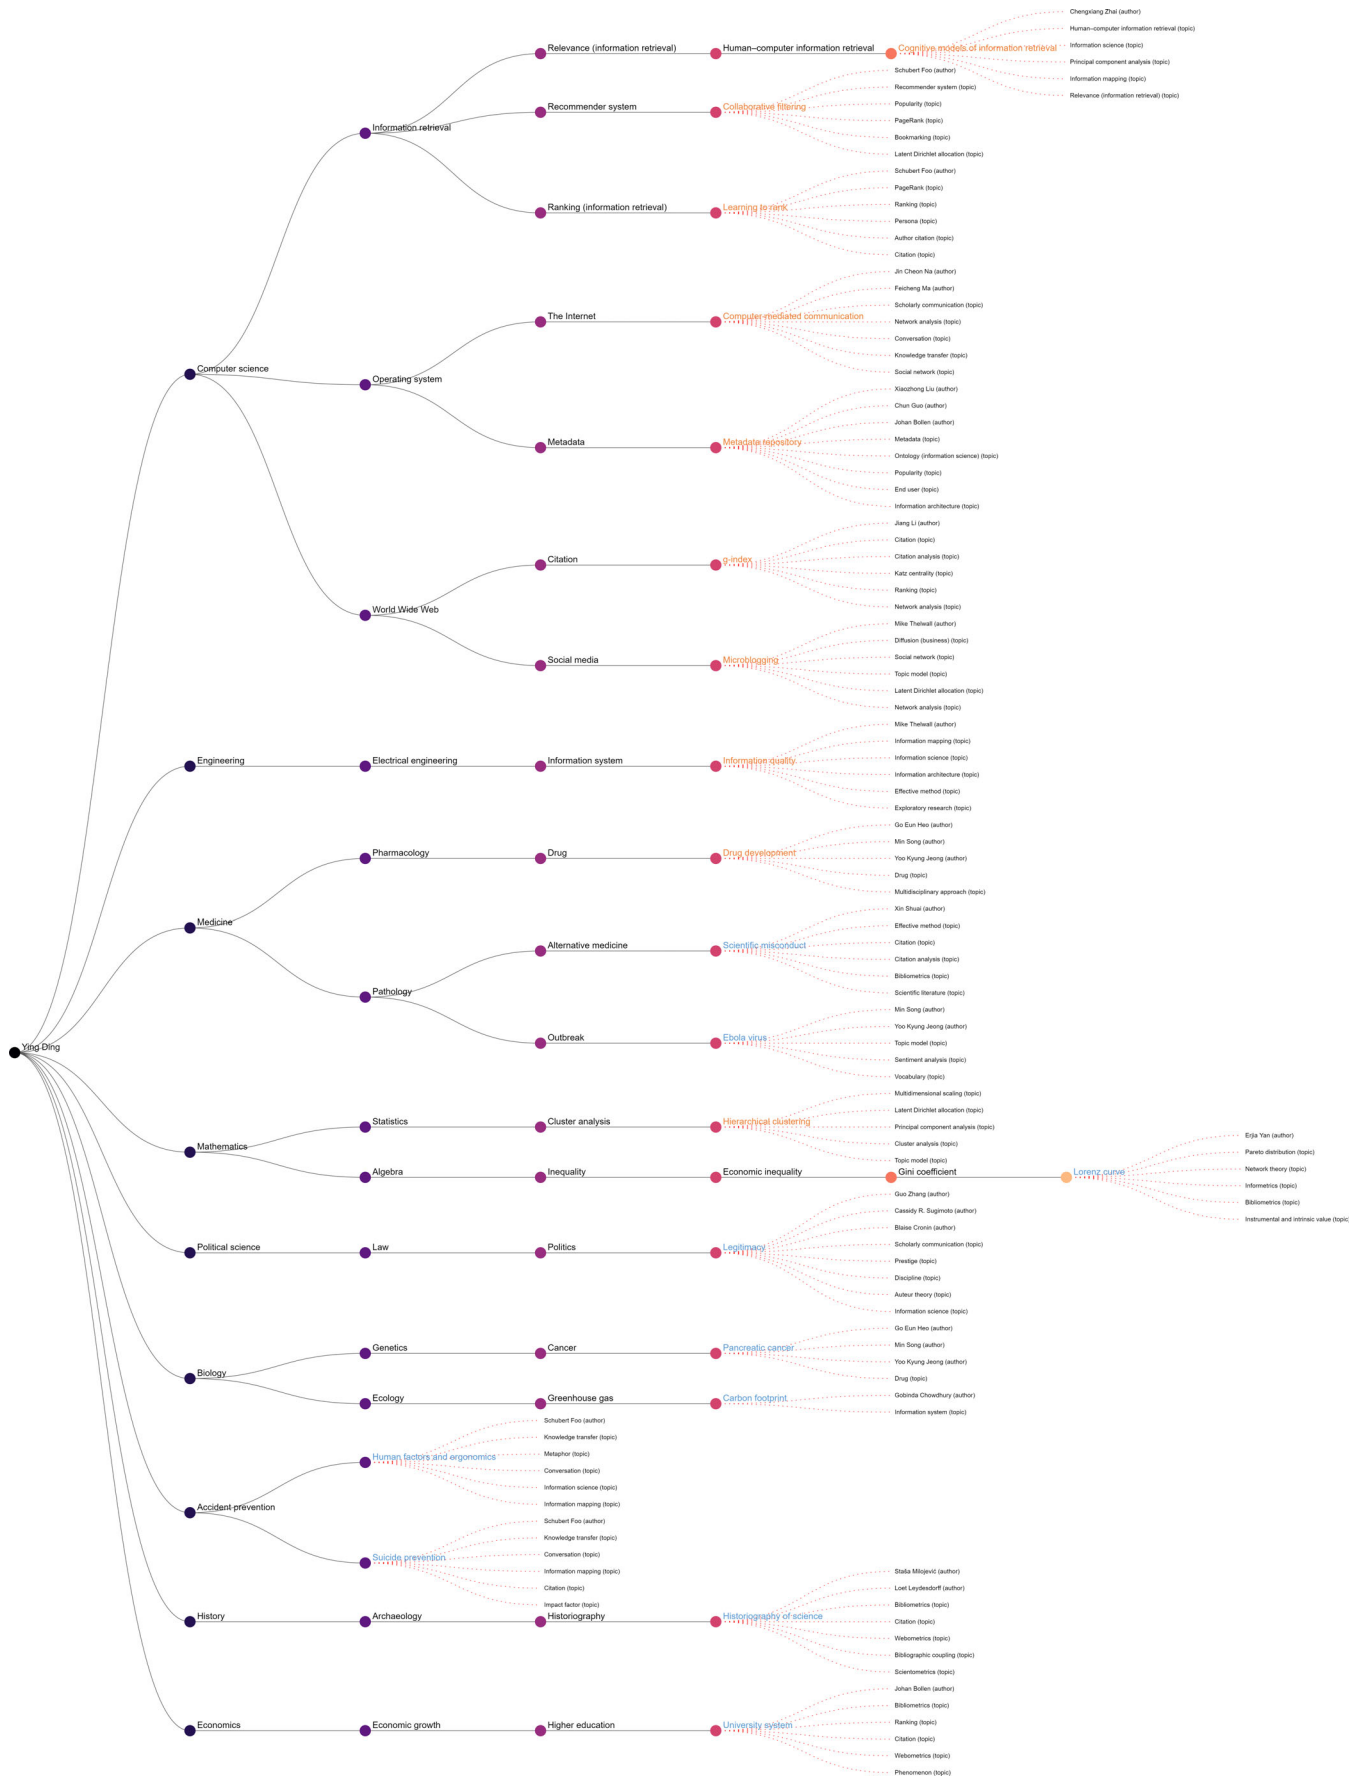 Ying Ding
Computer science
Information retrieval
Relevance (information retrieval)
Human–computer information retrieval
Cognitive models of information retrieval
Chengxiang Zhai (author)
Human–computer information retrieval (topic)
Information science (topic)
Principal component analysis (topic)
Information mapping (topic)
Relevance (information retrieval) (topic)
Recommender system
Collaborative filtering
Schubert Foo (author)
Recommender system (topic)
Popularity (topic)
PageRank (topic)
Bookmarking (topic)
Latent Dirichlet allocation (topic)
Ranking (information retrieval)
Learning to rank
Schubert Foo (author)
PageRank (topic)
Ranking (topic)
Persona (topic)
Author citation (topic)
Citation (topic)
Operating system
The Internet
Computer-mediated communication
Jin Cheon Na (author)
Feicheng Ma (author)
Scholarly communication (topic)
Network analysis (topic)
Conversation (topic)
Knowledge transfer (topic)
Social network (topic)
Metadata
Metadata repository
Xiaozhong Liu (author)
Chun Guo (author)
Johan Bollen (author)
Metadata (topic)
Ontology (information science) (topic)
Popularity (topic)
End user (topic)
Information architecture (topic)
World Wide Web
Citation
g-index
Jiang Li (author)
Citation (topic)
Citation analysis (topic)
Katz centrality (topic)
Ranking (topic)
Network analysis (topic)
Social media
Microblogging
Mike Thelwall (author)
Diffusion (business) (topic)
Social network (topic)
Topic model (topic)
Latent Dirichlet allocation (topic)
Network analysis (topic)
Engineering
Electrical engineering
Information system
Information quality
Mike Thelwall (author)
Information mapping (topic)
Information science (topic)
Information architecture (topic)
Effective method (topic)
Exploratory research (topic)
Medicine
Pharmacology
Drug
Drug development
Go Eun Heo (author)
Min Song (author)
Yoo Kyung Jeong (author)
Drug (topic)
Multidisciplinary approach (topic)
Pathology
Alternative medicine
Scientific misconduct
Xin Shuai (author)
Effective method (topic)
Citation (topic)
Citation analysis (topic)
Bibliometrics (topic)
Scientific literature (topic)
Outbreak
Ebola virus
Min Song (author)
Yoo Kyung Jeong (author)
Topic model (topic)
Sentiment analysis (topic)
Vocabulary (topic)
Mathematics
Statistics
Cluster analysis
Hierarchical clustering
Multidimensional scaling (topic)
Latent Dirichlet allocation (topic)
Principal component analysis (topic)
Cluster analysis (topic)
Topic model (topic)
Algebra
Inequality
Economic inequality
Gini coefficient
Lorenz curve
Erjia Yan (author)
Pareto distribution (topic)
Network theory (topic)
Informetrics (topic)
Bibliometrics (topic)
Instrumental and intrinsic value (topic
Political science
Law
Politics
Legitimacy
Guo Zhang (author)
Cassidy R. Sugimoto (author)
Blaise Cronin (author)
Scholarly communication (topic)
Prestige (topic)
Discipline (topic)
Auteur theory (topic)
Information science (topic)
Biology
Genetics
Cancer
Pancreatic cancer
Go Eun Heo (author)
Min Song (author)
Yoo Kyung Jeong (author)
Drug (topic)
Ecology
Greenhouse gas
Carbon footprint
Gobinda Chowdhury (author)
Information system (topic)
Accident prevention
Human factors and ergonomics
Schubert Foo (author)
Knowledge transfer (topic)
Metaphor (topic)
Conversation (topic)
Information science (topic)
Information mapping (topic)
Suicide prevention
Schubert Foo (author)
Knowledge transfer (topic)
Conversation (topic)
Information mapping (topic)
Citation (topic)
Impact factor (topic)
History
Archaeology
Historiography
Historiography of science
Staša Milojević (author)
Loet Leydesdorff (author)
Bibliometrics (topic)
Citation (topic)
Webometrics (topic)
Bibliographic coupling (topic)
Scientometrics (topic)
Economics
Economic growth
Higher education
University system
Johan Bollen (author)
Bibliometrics (topic)
Ranking (topic)
Citation (topic)
Webometrics (topic)
Phenomenon (topic)